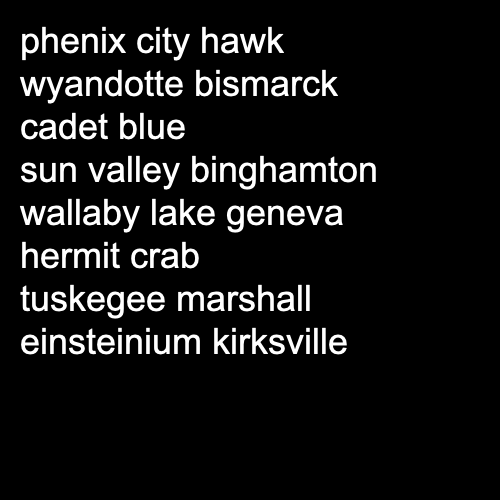 phenix city hawk
wyandotte bismarck
cadet blue
sun valley binghamton
wallaby lake geneva
hermit crab
tuskegee marshall
einsteinium kirksville